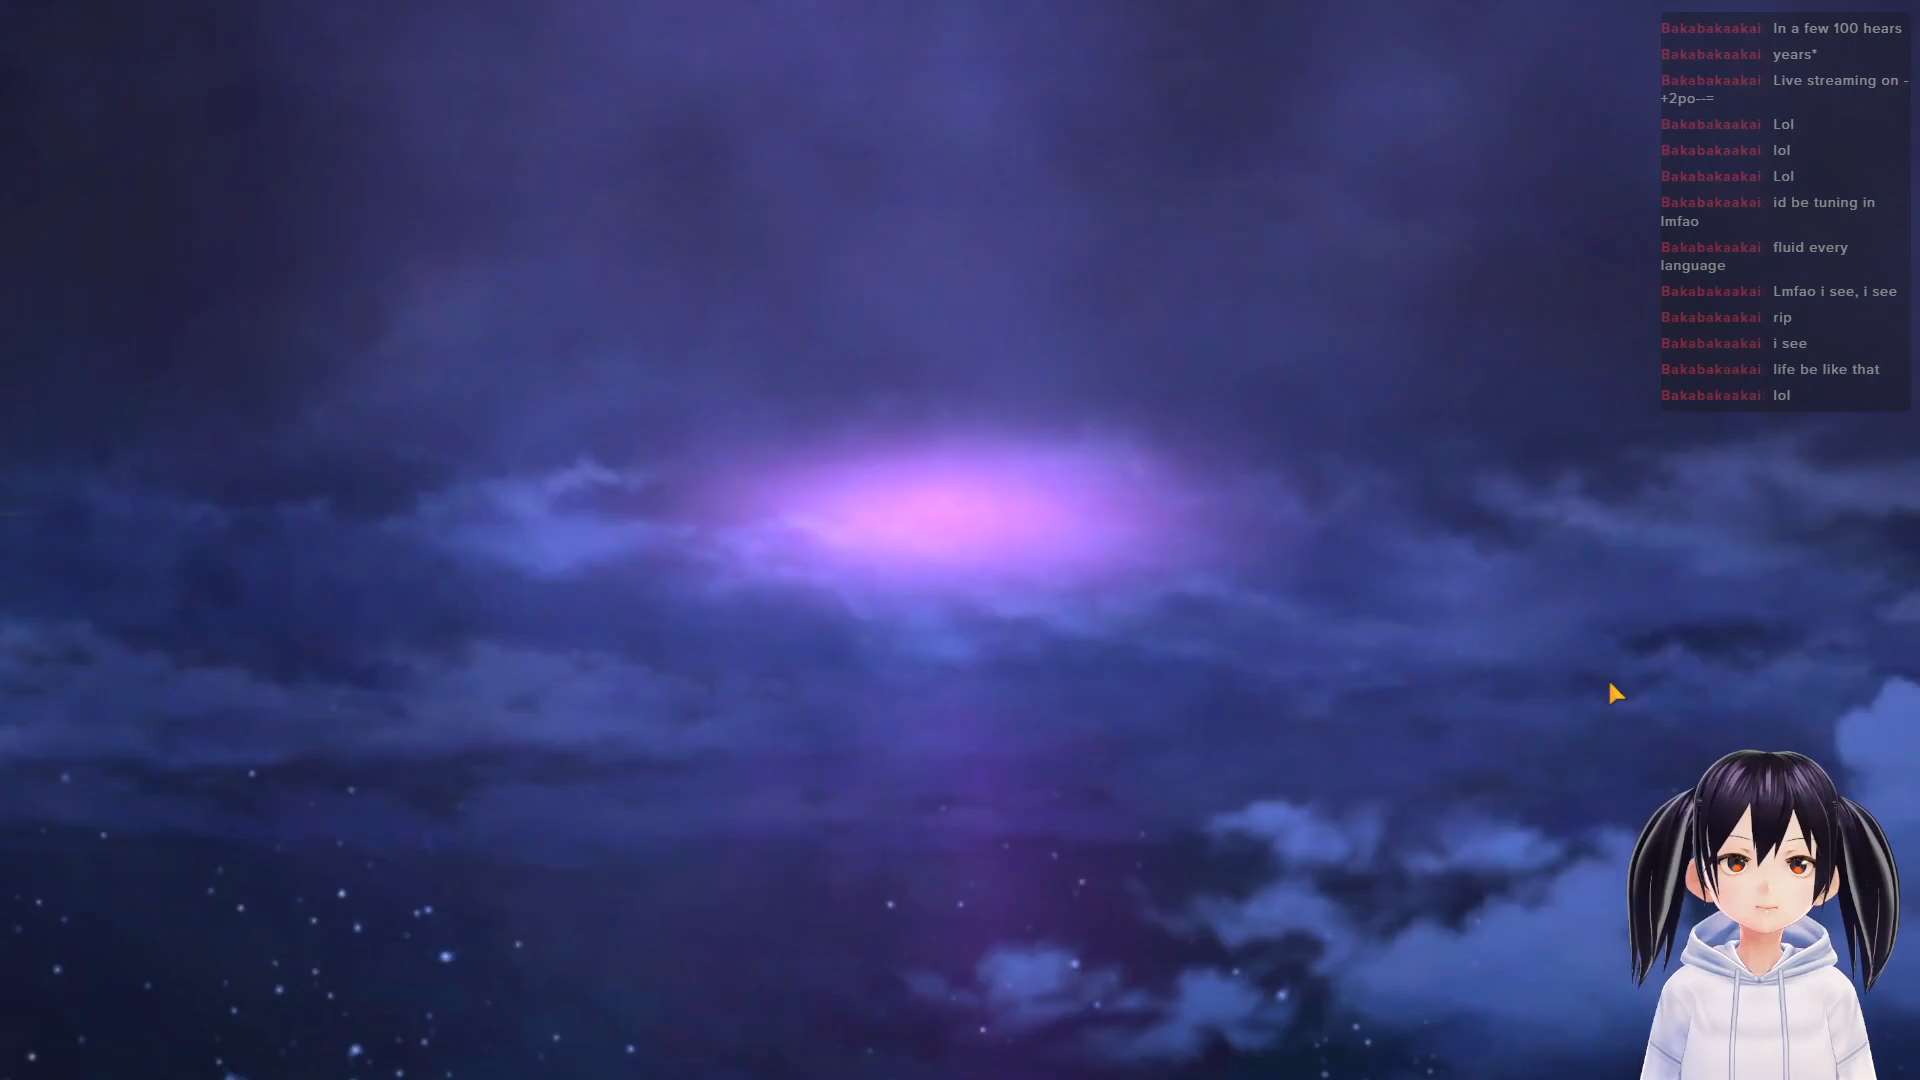 Bakabakaakai: In a few 100 hears
Bakabakaakai: years*
Bakabakaakai: Live streaming on -
+2po--=
Bakabakaakai: Lol
Bakabakaakai: lol
Bakabakaakai: Lol
Bakabakaakai: id be tuning in
lmfao
Bakabakaakai: fluid every
language
Bakabakaakai: Lmfao i see, i see
Bakabakaakai: rip
Bakabakaakai: i see
Bakabakaakai: life be like that
Bakabakaakai: lol